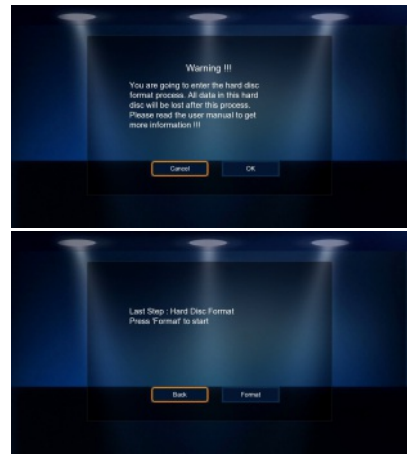 Warning !!!
You are going to enter the hard disc
format process. All data in this hard
disc will be lost after this process.
Please read the user manual to get
more information !!!
Cancel
OK
Last Step : Hard Disc Format
Press 'Format' to start
Back
Format